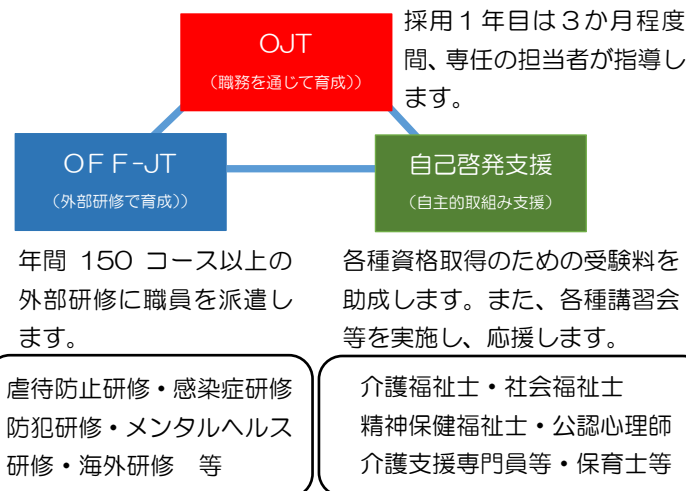 OJT
（職務を通じて育成））
採用１年目は３か月程度
間、専任の担当者が指導し
ます。
ＯＦＦ-JT
（外部研修で育成））
自己啓発支援
（自主的取組み支援）
年間 150 コース以上の
外部研修に職員を派遣し
ます。
各種資格取得のための受験料を
助成します。また、各種講習会
等を実施し、応援します。
虐待防止研修・感染症研修
防犯研修・メンタルヘルス
研修・海外研修　等
介護福祉士・社会福祉士
精神保健福祉士・公認心理師
介護支援専門員等・保育士等